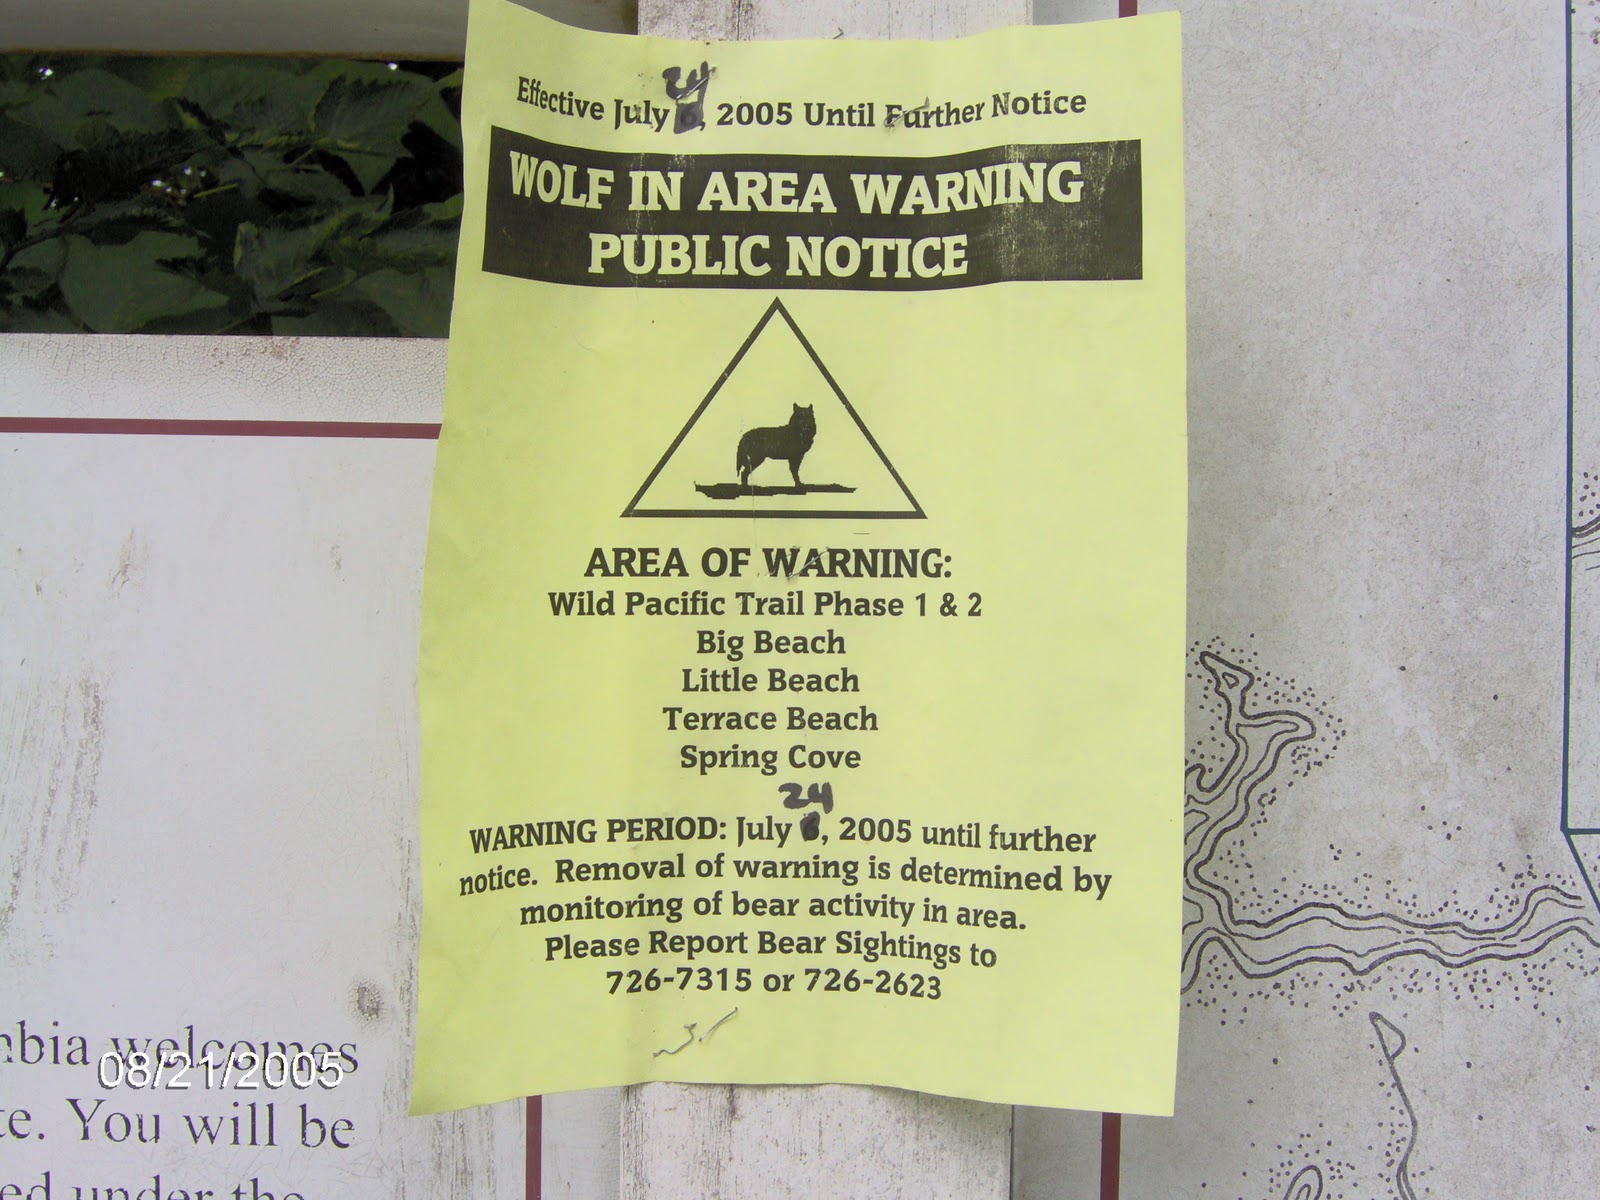 24
Effective July 6, 2005 Until Further Notice
WOLF IN AREA WARNING
PUBLIC NOTICE
AREA OF WARNING:
Wild Pacific Trail Phase 1 & 2
Big Beach
Little Beach
Terrace Beach
Spring Cove
24
WARNING PERIOD: July 6, 2005 until further
notice. Removal of warning is determined by
monitoring of bear activity in area.
Please Report Bear Sightings to
726-7315 or 726-2623
welcomes
08/21/2005
You will be
under the